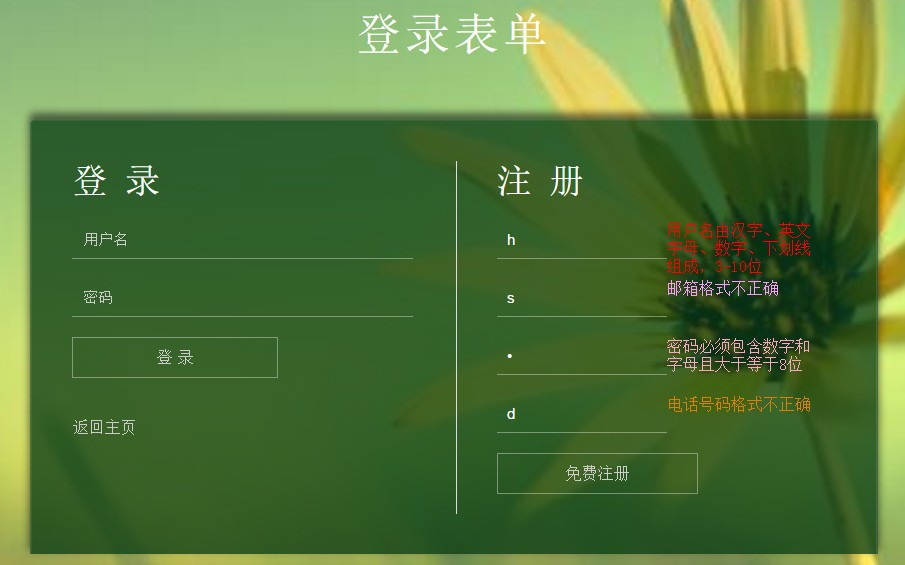 登录表单
登 录
用户名
密码
登 录
返回主页
注 册
h
用户名由汉字、英文
字母、数字、下划线
组成，3-10位
s
邮箱格式不正确
•
密码必须包含数字和
字母且大于等于8位
d
电话号码格式不正确
免费注册